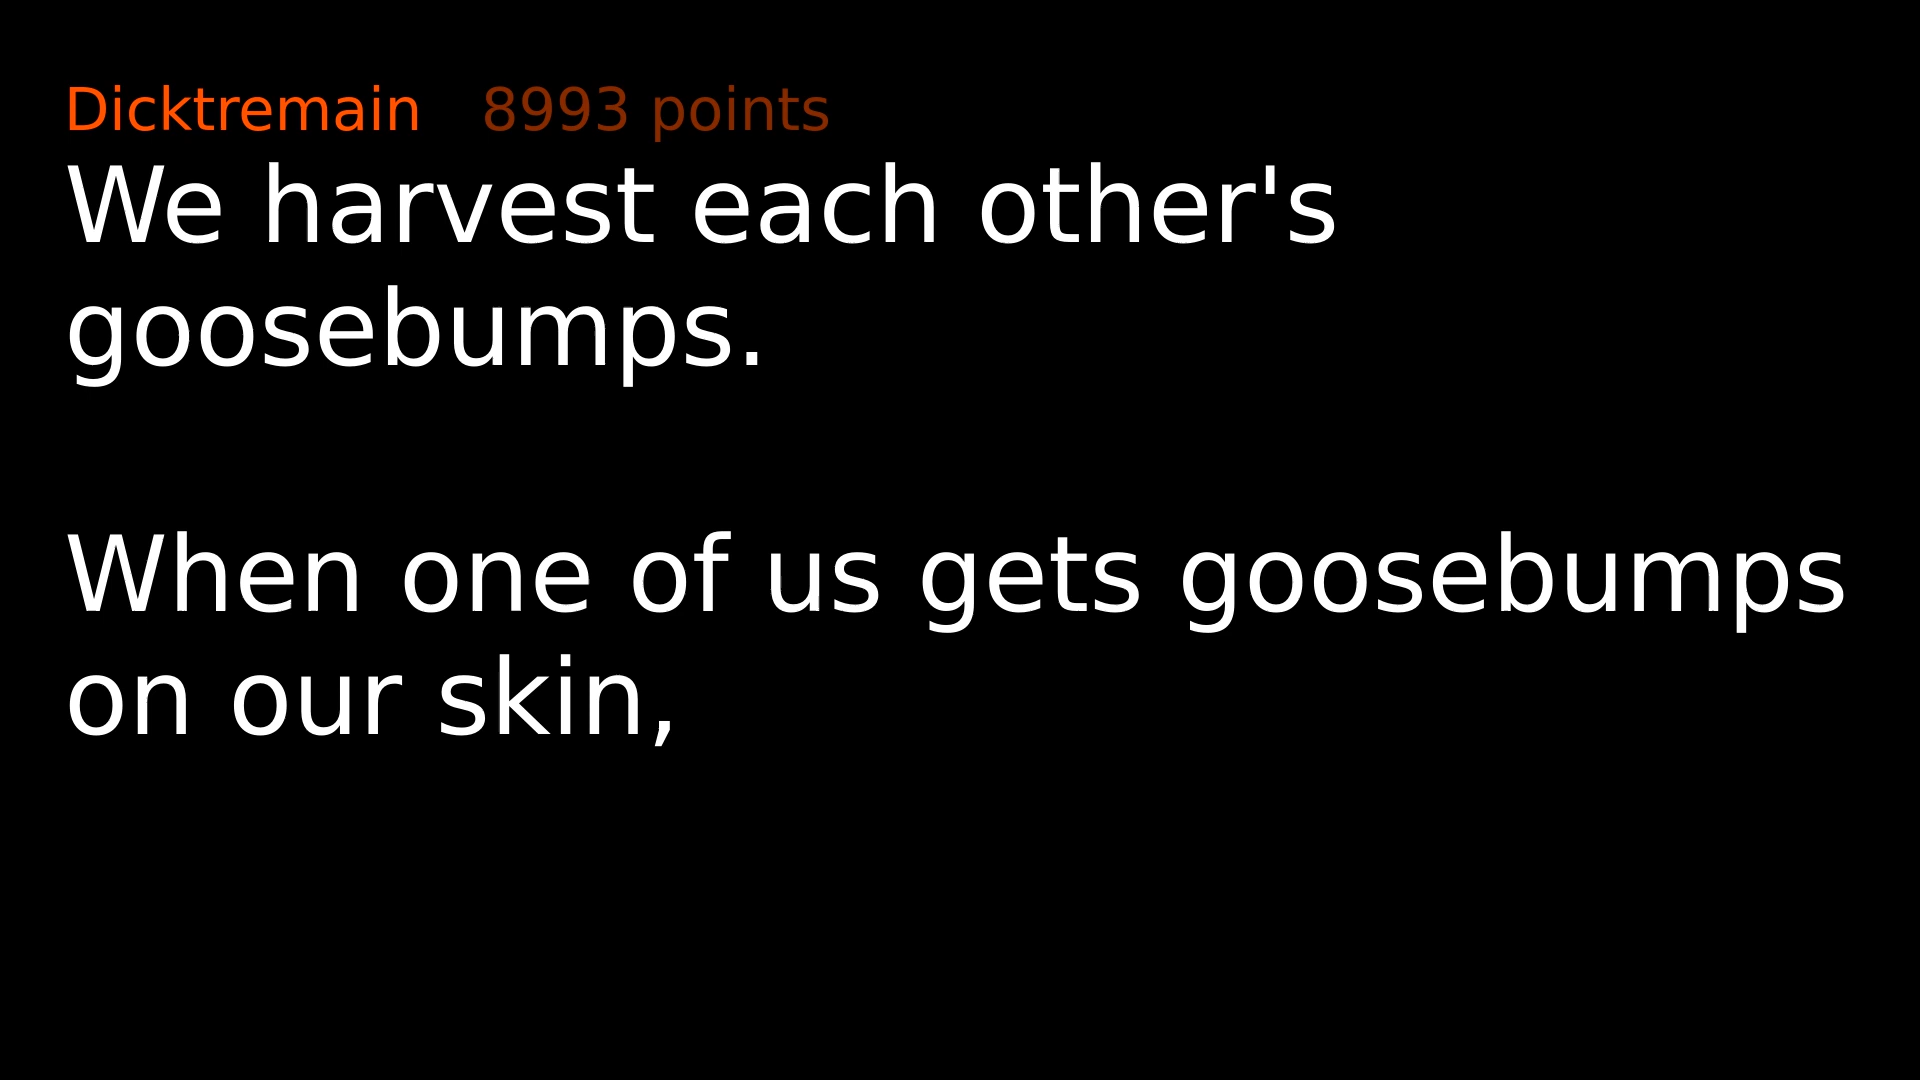 Dicktremain 8993 points
We harvest each other's
goosebumps.
When one of us gets goosebumps
on our skin,